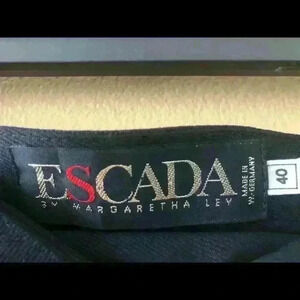 ESCADA
BY MARGARETHA LEY
MADE IN
W.-GERMANY
40